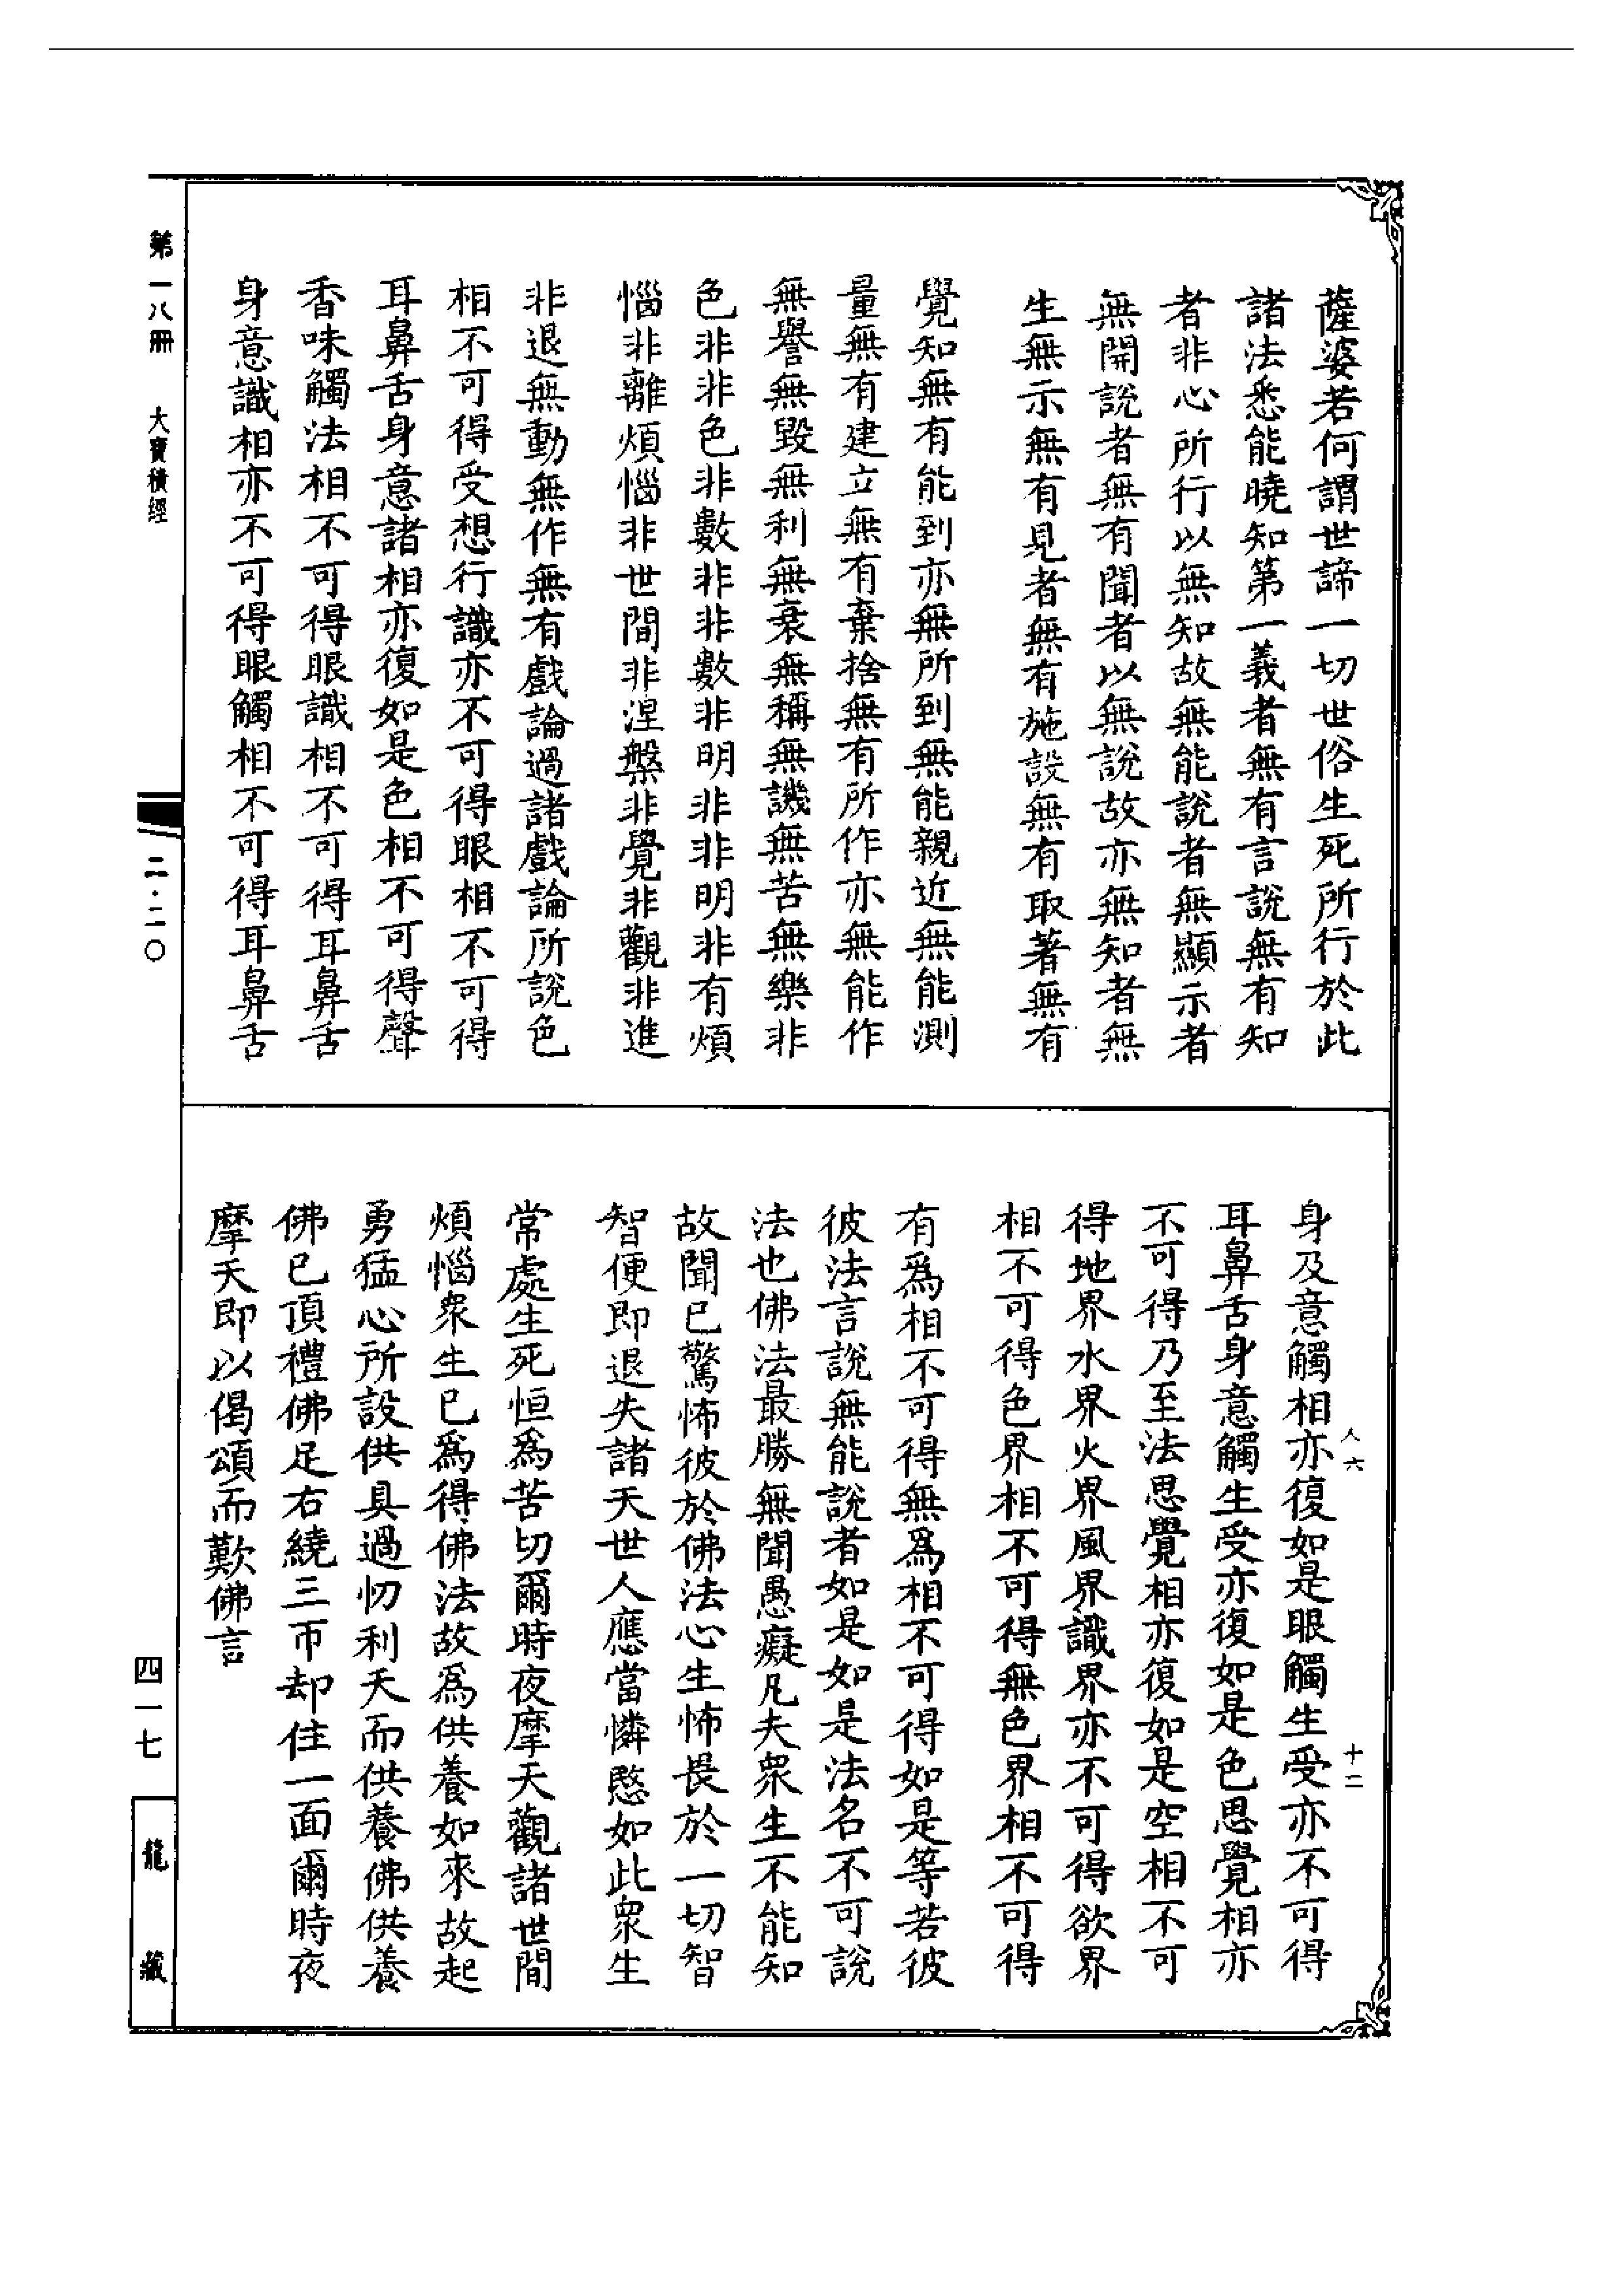 薩婆若何謂世諦一切世俗生死所行於此
諸法悉能曉知第一義者無有言說無有知
者非心所行以無知故無能說者無顯示者
無開說者無有聞者以無說故亦無知者無
生無示無有見者無有施設無有取著無有
覺知無有能到亦無所到無能親近無能測
量無有建立無有棄捨無有所作亦無能作
無譽無毀無利無衰無稱無譏無苦無樂非
色非非色非數非非數非明非非明非有煩
惱非離煩惱非世間非涅槃非覺非觀非進
非退無動無作無有戲論過諸戲論所說色
相不可得受想行識亦不可得眼相不可得
耳鼻舌身意諸相亦復如是色相不可得聲
香味觸法相不可得眼識相不可得耳鼻舌
身意識相亦不可得眼觸相不可得耳鼻舌
身及意觸相亦復如是眼觸生受亦不可得
耳鼻舌身意觸生受亦復如是色思覺相亦
不可得乃至法思覺相亦復如是空相不可
得地界水界火界風界識界亦不可得欲界
相不可得色界相不可得無色界相不可得
有為相不可得無為相不可得如是等若彼
彼法言說無能說者如是如是法名不可說
法也佛法最勝無聞愚癡凡夫眾生不能知
故聞已驚怖彼於佛法心生怖畏於一切智
智便即退失諸天世人應當憐愍如此眾生
常處生死恒為苦切爾時夜摩天觀諸世間
煩惱眾生已為得佛法故為供養如來故起
勇猛心所設供具過忉利天而供養佛供養
佛已頂禮佛足右繞三帀却住一面爾時夜
摩天即以偈頌而歎佛言
人六
十二
第一八冊 大寶積經
二·二〇
四一七
龍藏